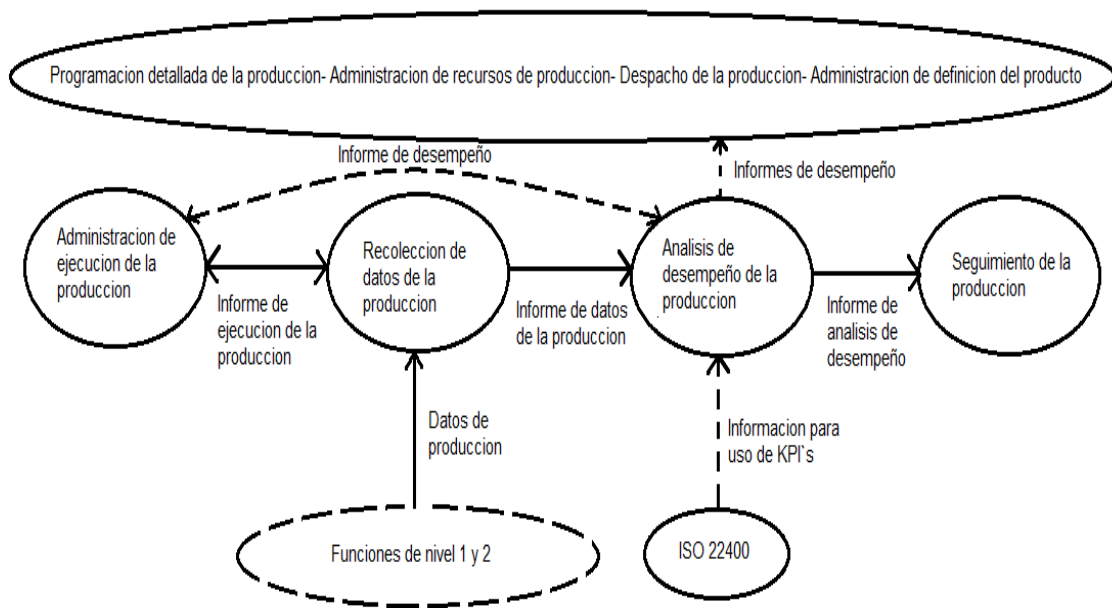 Programacion detallada de la produccion- Administracion de recursos de produccion- Despacho de la produccion- Administracion de definicion del producto
Informe de desempeño
Informes de desempeño
Administracion de
ejecucion de la
produccion
Recoleccion de
datos de la
produccion
Analisis de
desempeño de la
produccion
Seguimiento de la
produccion
Informe de
ejecucion de la
produccion
Informe de datos
de la produccion
Informe de
analisis de
desempeño
Datos de
produccion
Informacion para
uso de KPI`s
Funciones de nivel 1 y 2
ISO 22400